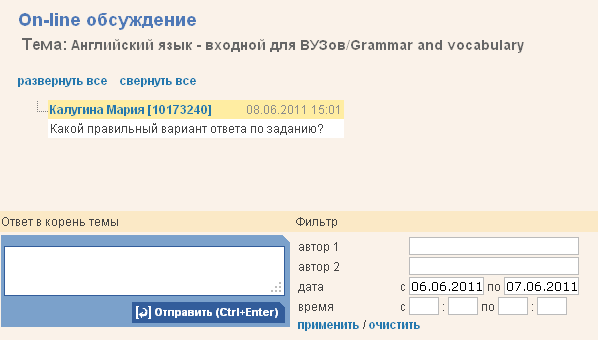 On-line обсуждение
Тема: Английский язык - входной для ВУЗов/Grammar and vocabulary
развернуть все свернуть все
Калугина Мария [10173240] 08.06.2011 15:01
Какой правильный вариант ответа по заданию?
Ответ в корень темы Фильтр
автор 1
автор 2
дата с 06.06.2011 по 07.06.2011
время с : по :
Отправить (Ctrl+Enter)
применить / очистить